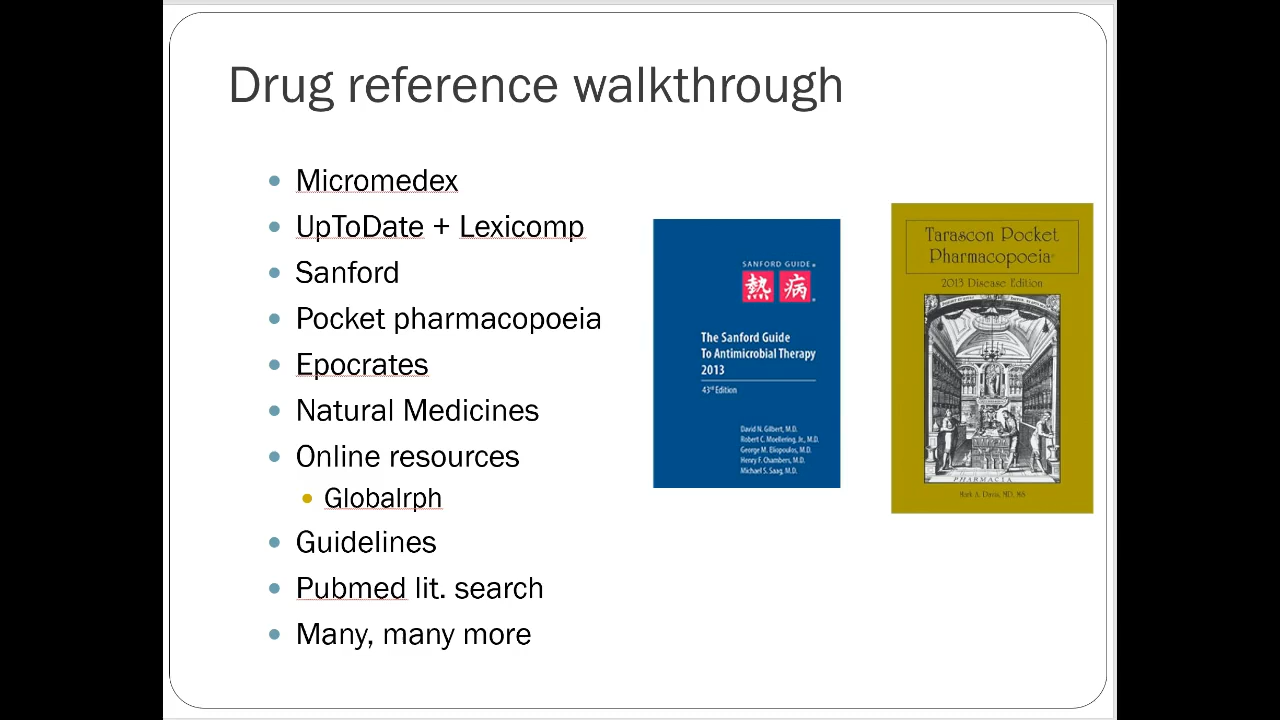 Drug reference walkthrough
Micromedex
UpToDate + Lexicomp
Sanford
Pocket pharmacopoeia
Epocrates
Natural Medicines
Online resources
Globalrph
Guidelines
Pubmed lit. search
Many, many more
SANFORD GUIDE®
熱病
The Sanford Guide
To Antimicrobial Therapy
2013
43rd Edition
David N. Gilbert, M.D.
Robert C. Moellering, Jr., M.D.
George M. Eliopoulos, M.D.
Henry F. Chambers, M.D.
Michael S. Saag, M.D.
Tarascon Pocket
Pharmacopoeia®
2013 Disease Edition
PHARMACIA